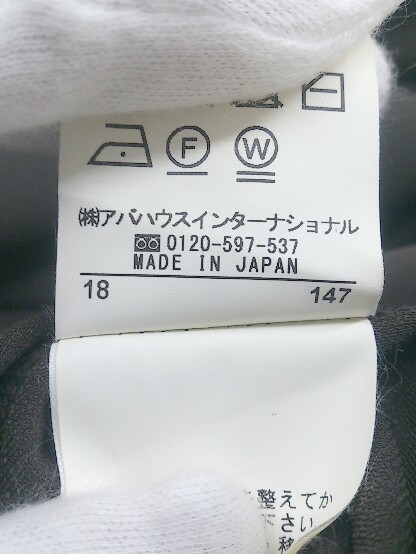 F W
㈱アバハウスインターナショナル
0120-597-537
MADE IN JAPAN
18 147
整えてか
さい